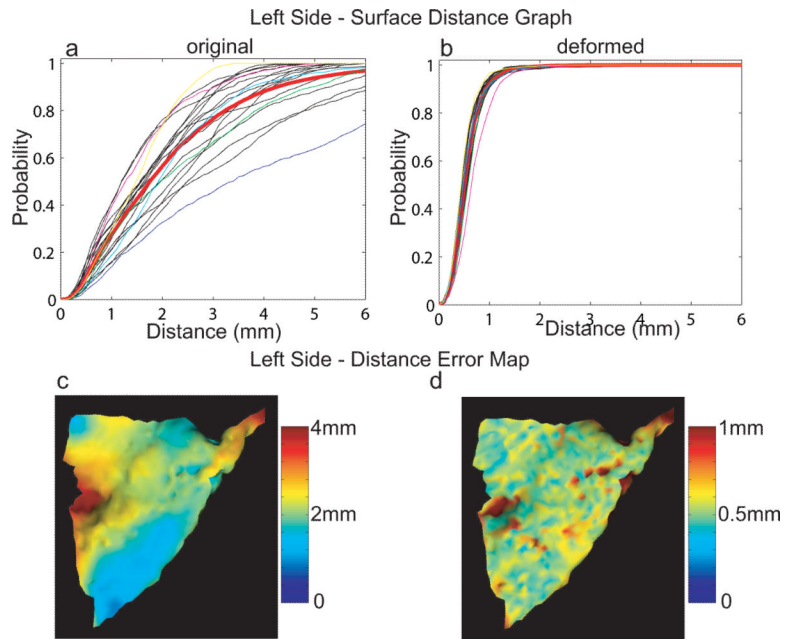 Left Side - Surface Distance Graph
a original
b deformed
Probability
1
0.8
0.6
0.4
0.2
0
0 1 2 3 4 5 6
Distance (mm)
Probability
1
0.8
0.6
0.4
0.2
0
0 1 2 3 4 5 6
Distance (mm)
Left Side - Distance Error Map
c
4mm
2mm
0
d
1mm
0.5mm
0